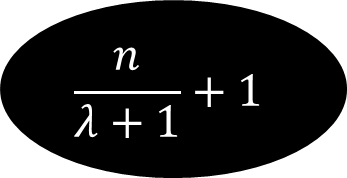 n/(λ + 1) + 1